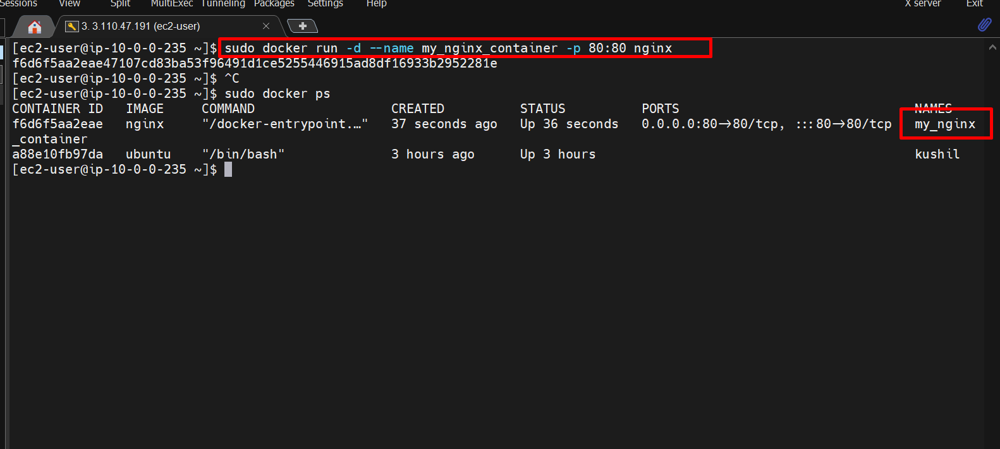 Sessions View Split MultiExec Tunneling Packages Settings Help X server Exit
3. 3.110.47.191 (ec2-user)
[ec2-user@ip-10-0-0-235 ~]$ sudo docker run -d --name my_nginx_container -p 80:80 nginx
f6d6f5aa2eae47107cd83ba53f96491d1ce5255446915ad8df16933b2952281e
[ec2-user@ip-10-0-0-235 ~]$ ^C
[ec2-user@ip-10-0-0-235 ~]$ sudo docker ps
CONTAINER ID IMAGE COMMAND CREATED STATUS PORTS NAMES
f6d6f5aa2eae nginx "/docker-entrypoint.…" 37 seconds ago Up 36 seconds 0.0.0.0:80->80/tcp, :::80->80/tcp my_nginx
_container
a88e10fb97da ubuntu "/bin/bash" 3 hours ago Up 3 hours kushil
[ec2-user@ip-10-0-0-235 ~]$